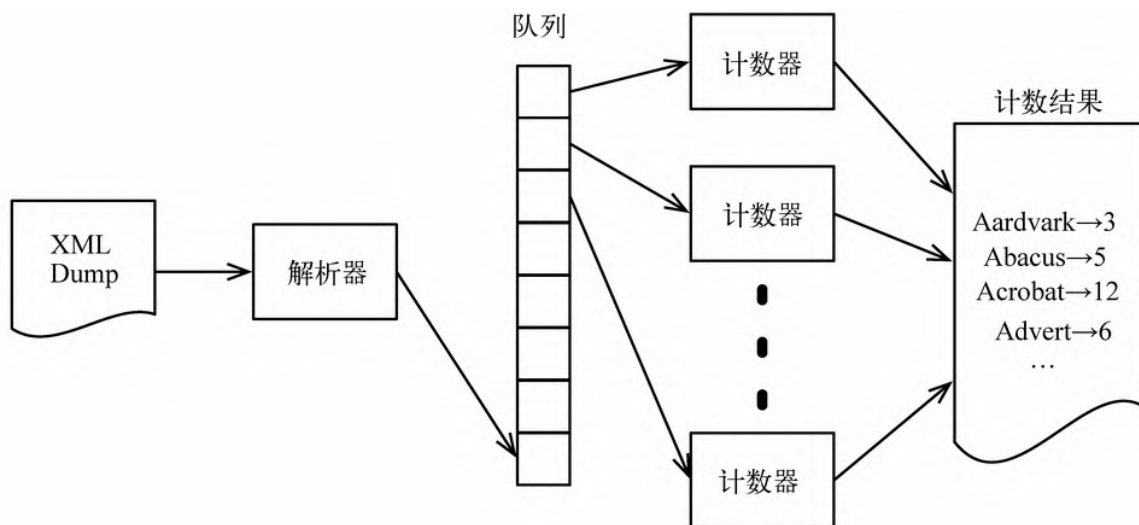 队列
计数器
计数结果
计数器
XML
Dump
解析器
Aardvark→3
Abacus→5
Acrobat→12
Advert→6
…
计数器